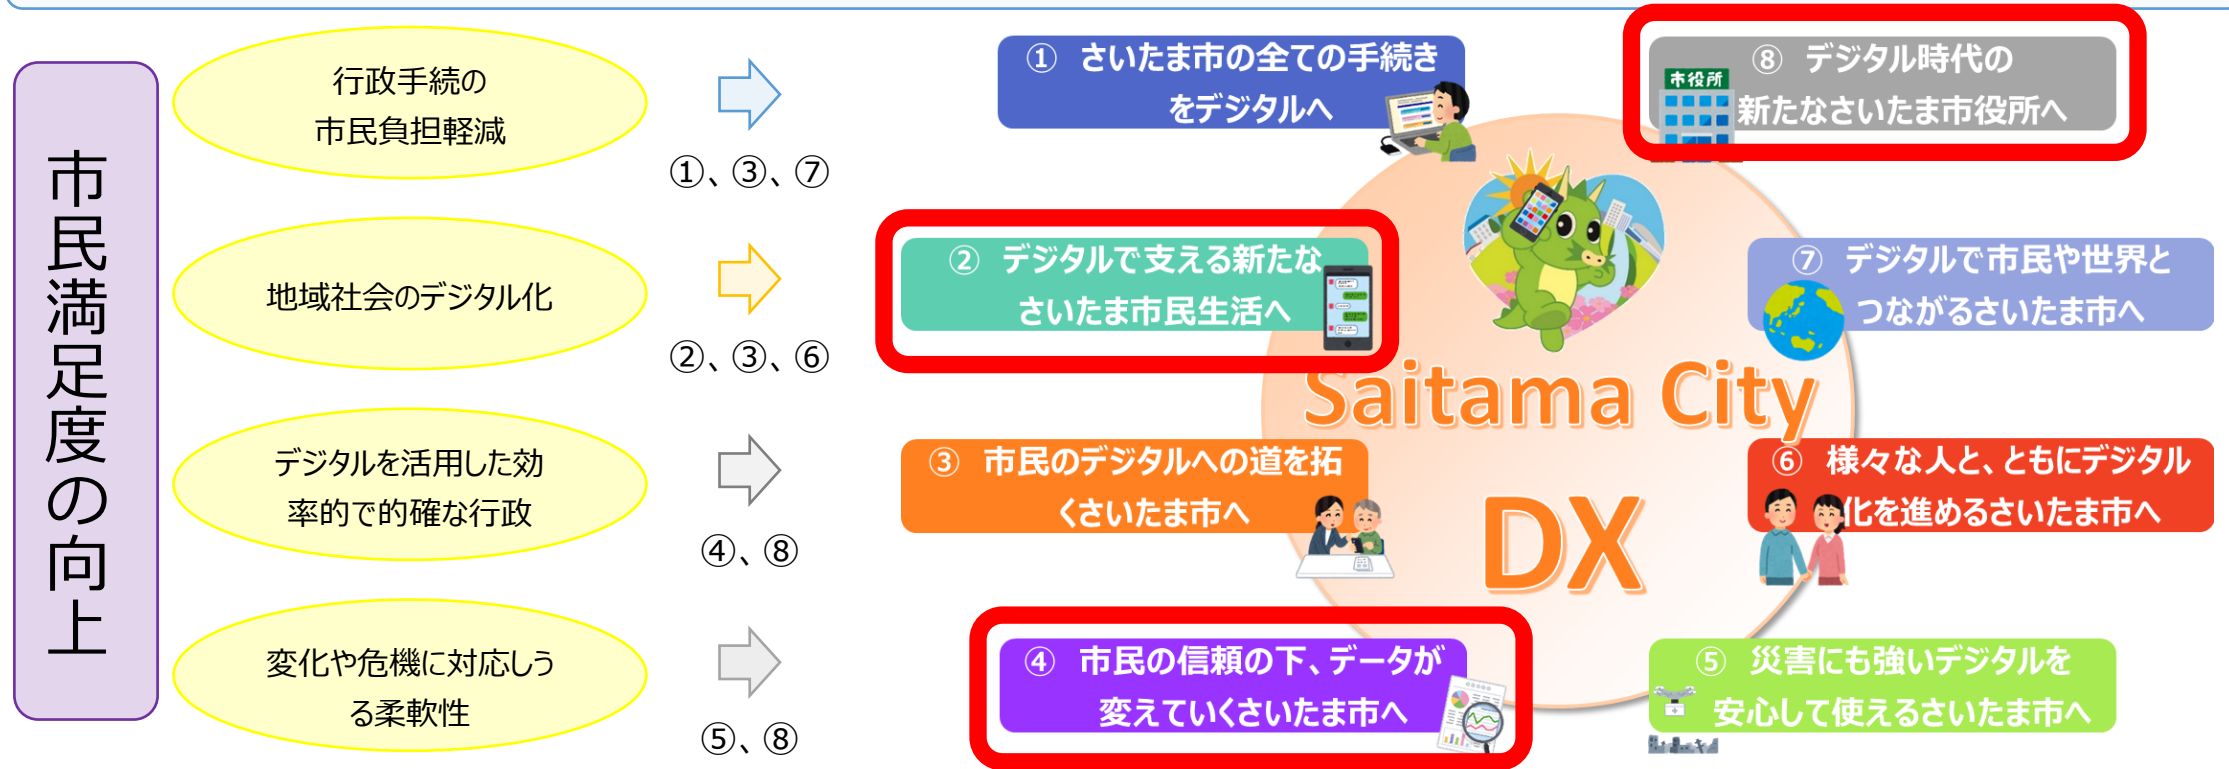 市民満足度の向上
行政手続の
市民負担軽減
①、③、⑦
地域社会のデジタル化
②、③、⑥
デジタルを活用した効
率的で的確な行政
④、⑧
変化や危機に対応しう
る柔軟性
⑤、⑧
① さいたま市の全ての手続き
をデジタルへ
② デジタルで支える新たな
さいたま市民生活へ
③ 市民のデジタルへの道を拓
くさいたま市へ
④ 市民の信頼の下、データが
変えていくさいたま市へ
Saitama City
DX
⑧ デジタル時代の
新たなさいたま市役所へ
市役所
⑦ デジタルで市民や世界と
つながるさいたま市へ
⑥ 様々な人と、ともにデジタル
化を進めるさいたま市へ
⑤ 災害にも強いデジタルを
安心して使えるさいたま市へ